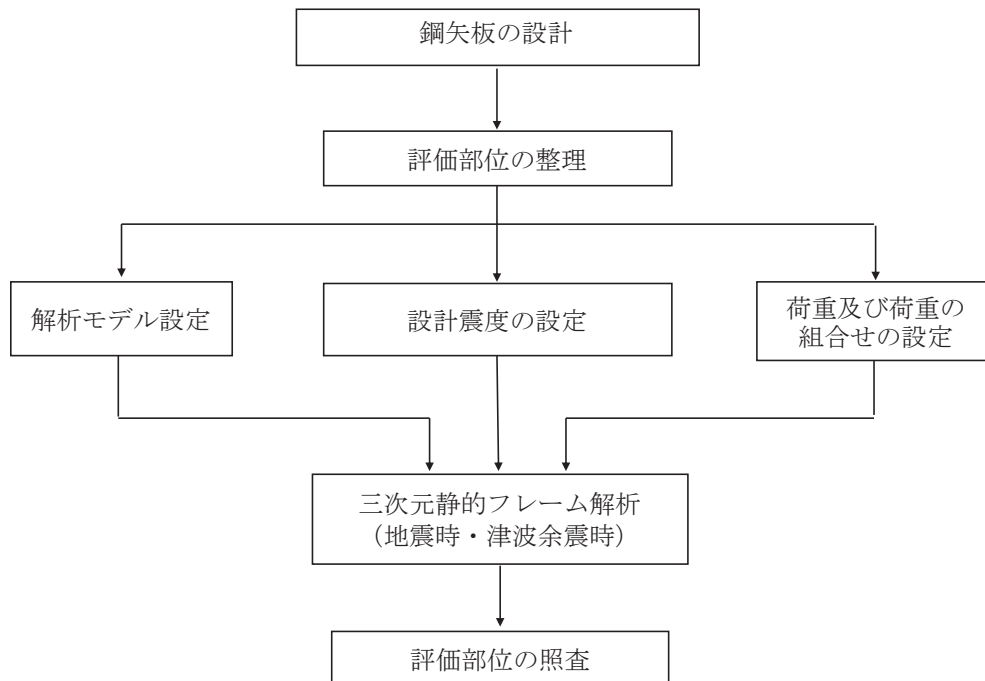 鋼矢板の設計
評価部位の整理
解析モデル設定
設計震度の設定
荷重及び荷重の
組合せの設定
三次元静的フレーム解析
（地震時・津波余震時）
評価部位の照査